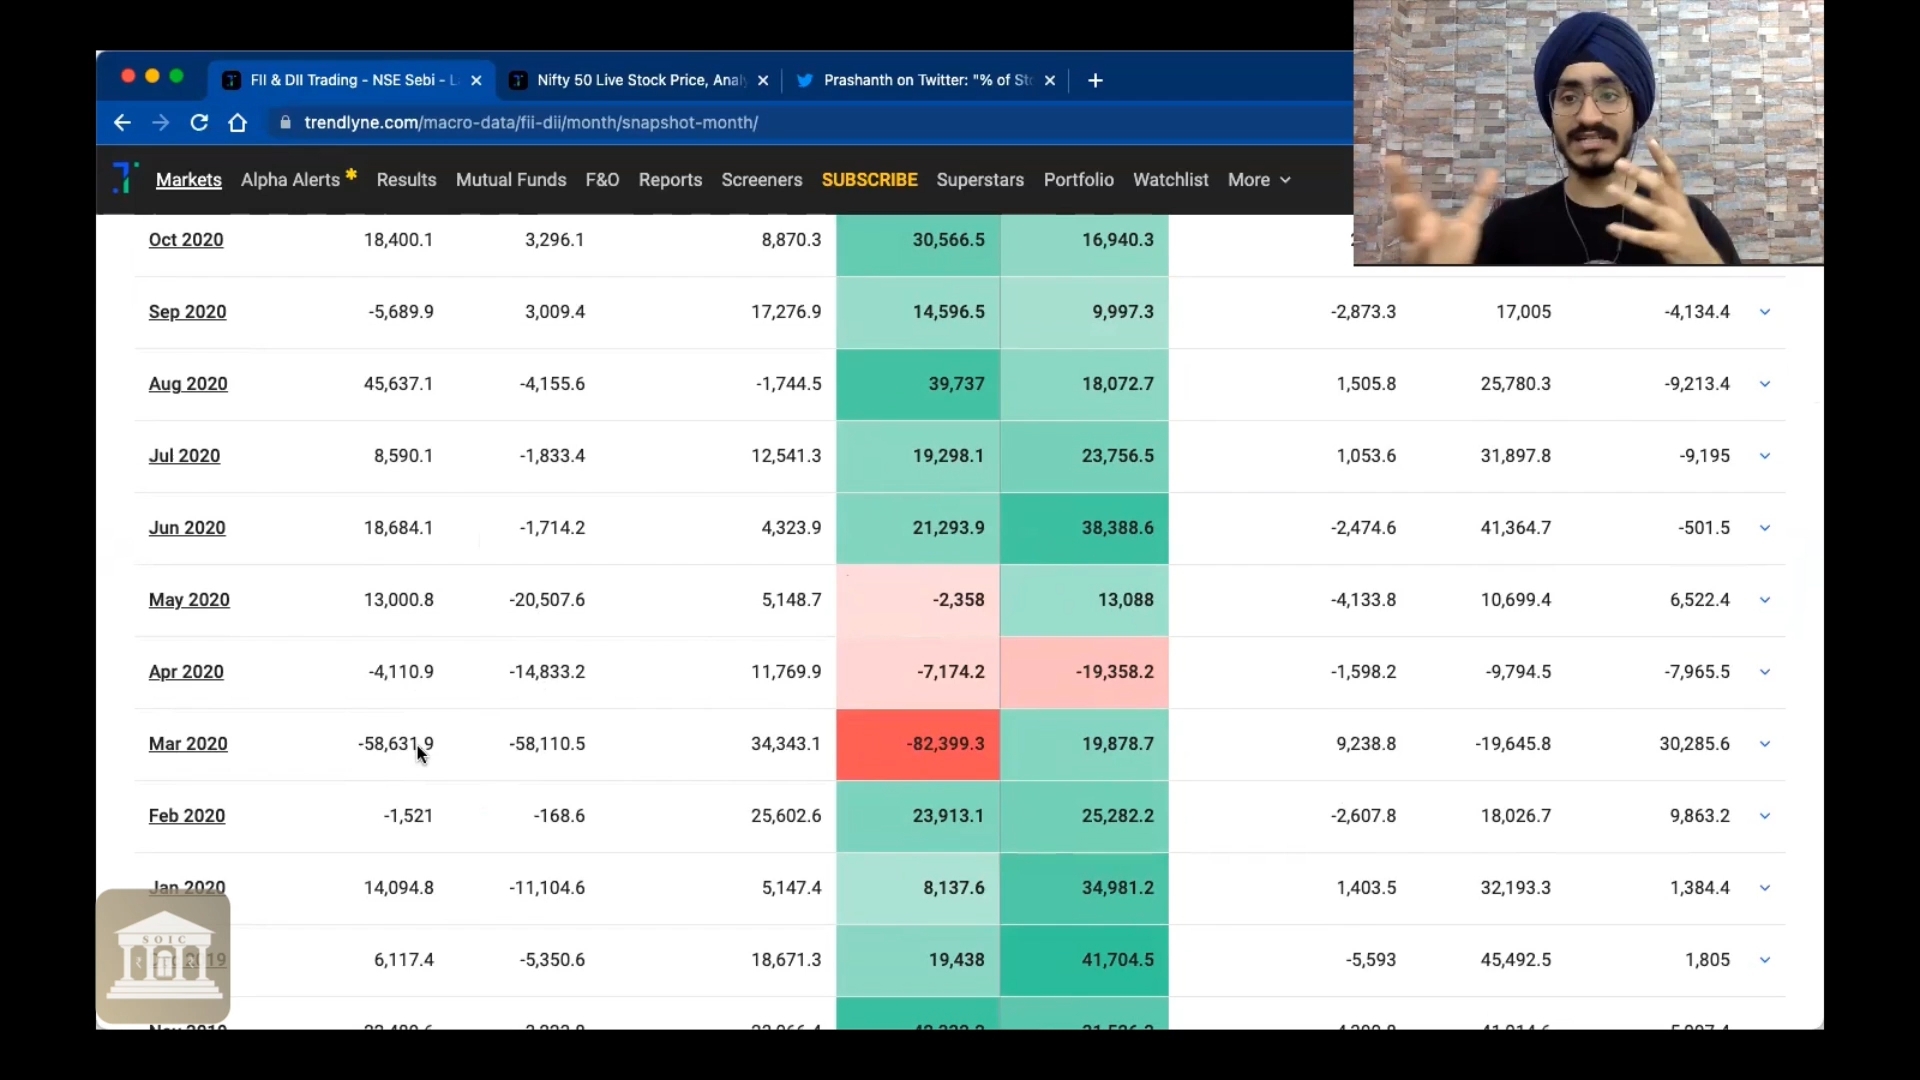 FII & DII Trading - NSE Sebi - L
Nifty 50 Live Stock Price, Anal
Prashanth on Twitter: "% of Sto
trendlyne.com/macro-data/fii-dii/month/snapshot-month/
Markets Alpha Alerts Results Mutual Funds F&O Reports Screeners SUBSCRIBE Superstars Portfolio Watchlist More
Oct 2020 18,400.1 3,296.1 8,870.3 30,566.5 16,940.3
Sep 2020 -5,689.9 3,009.4 17,276.9 14,596.5 9,997.3 -2,873.3 17,005 -4,134.4
Aug 2020 45,637.1 -4,155.6 -1,744.5 39,737 18,072.7 1,505.8 25,780.3 -9,213.4
Jul 2020 8,590.1 -1,833.4 12,541.3 19,298.1 23,756.5 1,053.6 31,897.8 -9,195
Jun 2020 18,684.1 -1,714.2 4,323.9 21,293.9 38,388.6 -2,474.6 41,364.7 -501.5
May 2020 13,000.8 -20,507.6 5,148.7 -2,358 13,088 -4,133.8 10,699.4 6,522.4
Apr 2020 -4,110.9 -14,833.2 11,769.9 -7,174.2 -19,358.2 -1,598.2 -9,794.5 -7,965.5
Mar 2020 -58,631.9 -58,110.5 34,343.1 -82,399.3 19,878.7 9,238.8 -19,645.8 30,285.6
Feb 2020 -1,521 -168.6 25,602.6 23,913.1 25,282.2 -2,607.8 18,026.7 9,863.2
Jan 2020 14,094.8 -11,104.6 5,147.4 8,137.6 34,981.2 1,403.5 32,193.3 1,384.4
6,117.4 -5,350.6 18,671.3 19,438 41,704.5 -5,593 45,492.5 1,805
Nov 2019
SOIC